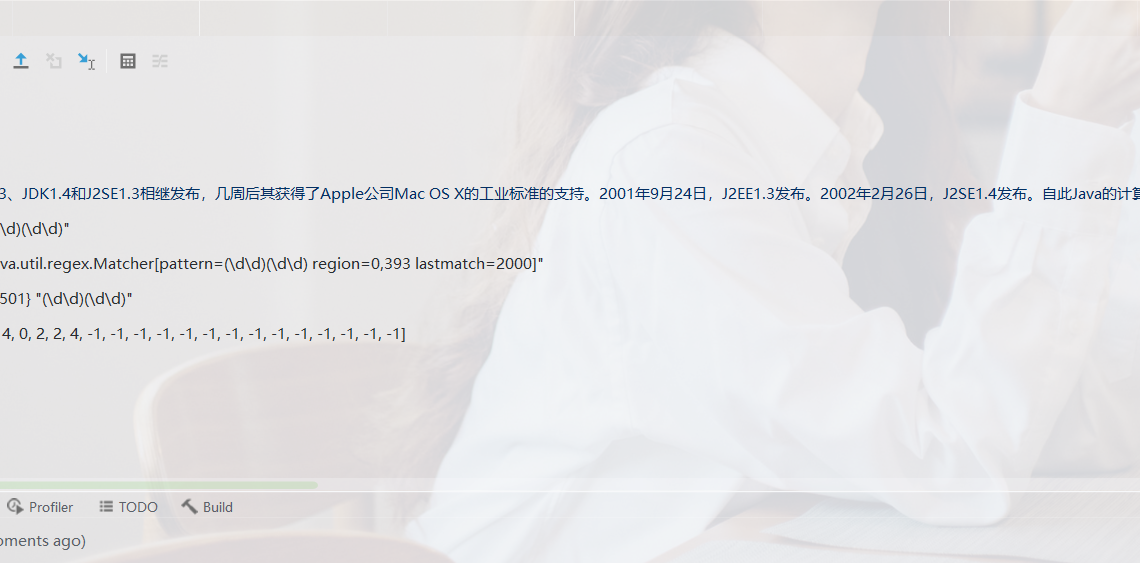 3、JDK1.4和J2SE1.3相继发布，几周后其获得了Apple公司Mac OS X的工业标准的支持。2001年9月24日，J2EE1.3发布。2002年2月26日，J2SE1.4发布。自此Java的计算
\d)(\d\d)"
va.util.regex.Matcher[pattern=(\d\d)(\d\d) region=0,393 lastmatch=2000]"
501} "(\d\d)(\d\d)"
4, 0, 2, 2, 4, -1, -1, -1, -1, -1, -1, -1, -1, -1, -1, -1, -1, -1, -1]
Profiler TODO Build
oments ago)